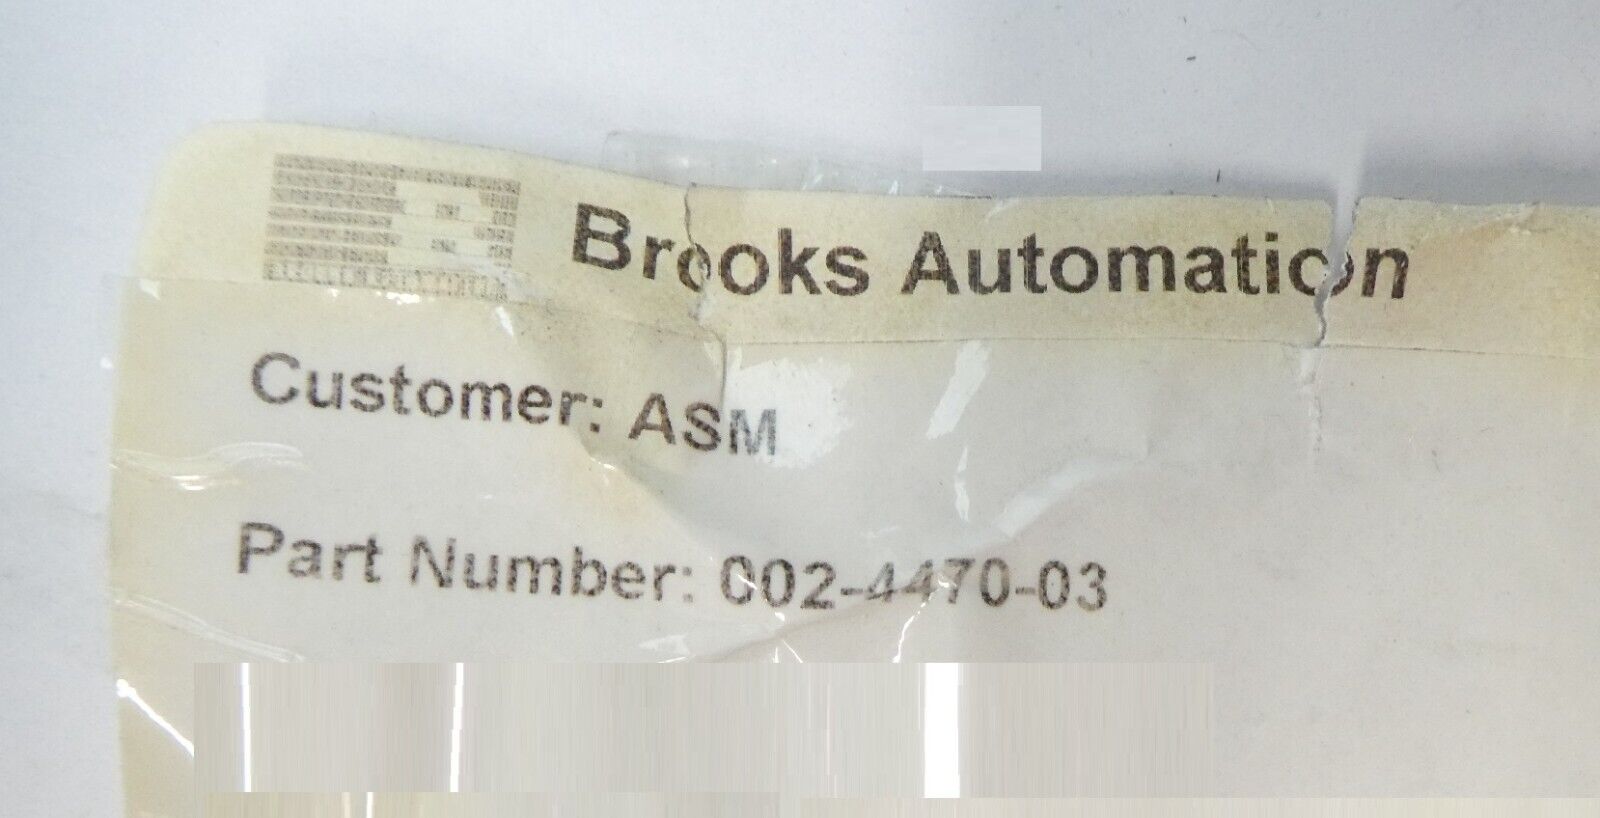 Brooks Automation
Customer: ASM
Part Number: 002-4470-03